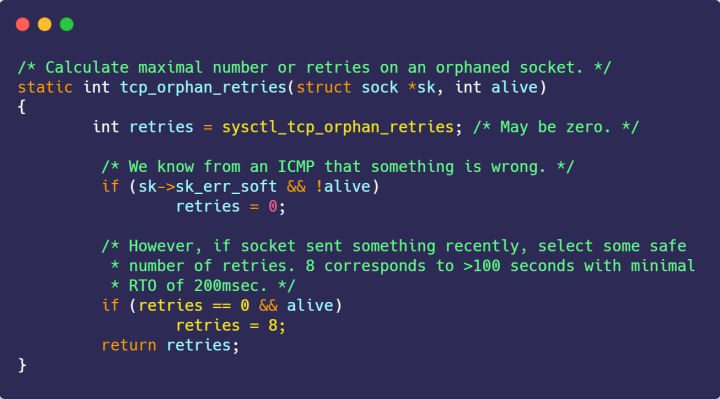 /* Calculate maximal number or retries on an orphaned socket. */
static int tcp_orphan_retries(struct sock *sk, int alive)
{
        int retries = sysctl_tcp_orphan_retries; /* May be zero. */

         /* We know from an ICMP that something is wrong. */
         if (sk->sk_err_soft && !alive)
                 retries = 0;

         /* However, if socket sent something recently, select some safe
          * number of retries. 8 corresponds to >100 seconds with minimal
          * RTO of 200msec. */
         if (retries == 0 && alive)
                 retries = 8;
         return retries;
}